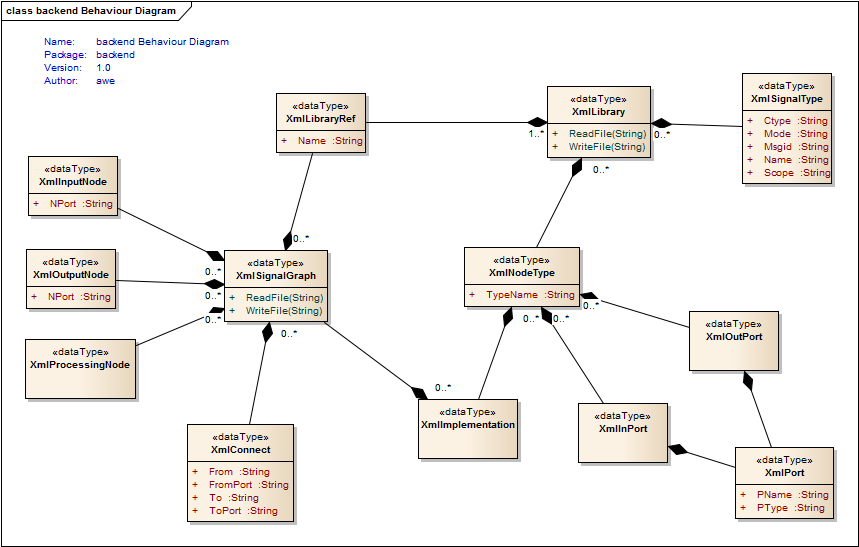 class backend Behaviour Diagram
Name: backend Behaviour Diagram
Package: backend
Version: 1.0
Author: awe
«dataType»
XmlLibraryRef
+ Name :String
«dataType»
XmlLibrary
+ ReadFile(String)
+ WriteFile(String)
1..*
0..*
0..*
«dataType»
XmlSignalType
+ Ctype :String
+ Mode :String
+ Msgid :String
+ Name :String
+ Scope :String
«dataType»
XmlInputNode
+ NPort :String
«dataType»
XmlOutputNode
+ NPort :String
«dataType»
XmlProcessingNode
«dataType»
XmlSignalGraph
+ ReadFile(String)
+ WriteFile(String)
0..*
0..*
0..*
0..*
0..*
«dataType»
XmlNodeType
+ TypeName :String
0..*
0..*
0..*
«dataType»
XmlOutPort
«dataType»
XmlConnect
+ From :String
+ FromPort :String
+ To :String
+ ToPort :String
0..*
«dataType»
XmlImplementation
«dataType»
XmlInPort
«dataType»
XmlPort
+ PName :String
+ PType :String